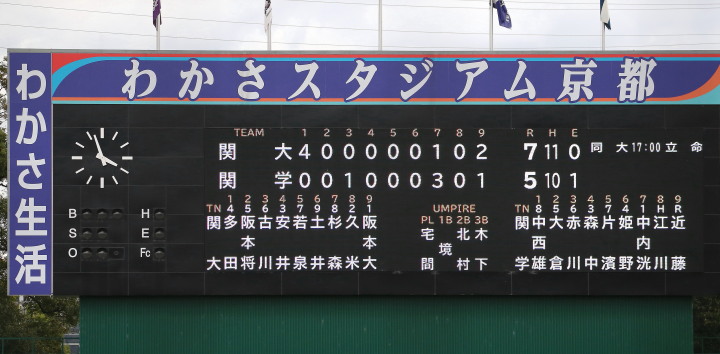 わかさスタジアム京都
わかさ生活
TEAM 1 2 3 4 5 6 7 8 9 R H E
関大 4 0 0 0 0 0 1 0 2 7 11 0 同大17:00立命
関学 0 0 1 0 0 0 3 0 1 5 10 1
B H
S E
O Fc
1 2 3 4 5 6 7 8 9
TN
関大 多田 阪本将 古川 安井 若泉 土井 杉森 久米 阪本大
UMPIRE
PL 1B 2B 3B
宅間 境 北村 木下
1 2 3 4 5 6 7 8 9
TN
関学 中西雄 大倉 赤川 森中 片濱 姫野 中内洸 江川 近藤